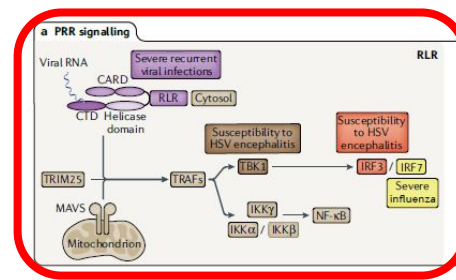 a PRR signalling
RLR
Viral RNA
CARD
Severe recurrent
viral infections
RLR
Cytosol
CTD
Helicase
domain
Susceptibility to
HSV
encephalitis
Susceptibility
to HSV
encephalitis
TRIM25
TRAFs
TBK1
IRF3 / IRF7
Severe
influenza
MAVS
IKKγ
NF-κB
IKKα / IKKβ
Mitochondrion